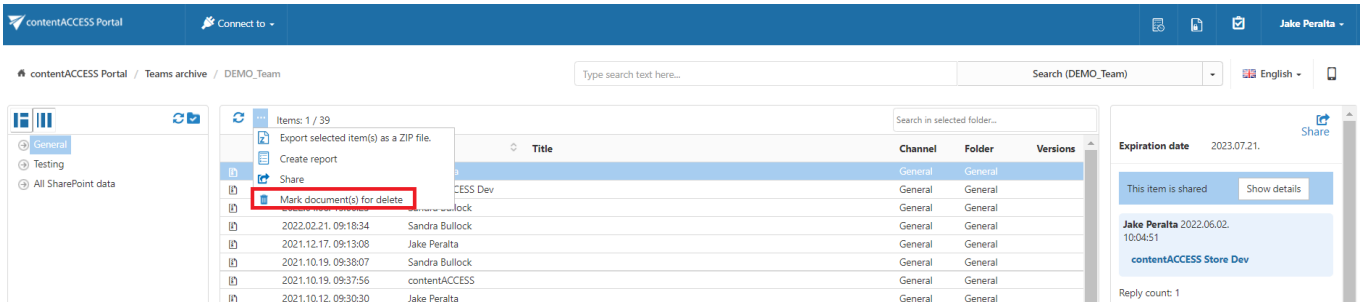 contentACCESS Portal
Connect to
Jake Peralta
contentACCESS Portal / Teams archive / DEMO_Team
Type search text here...
Search (DEMO_Team)
English
Items: 1 / 39
Search in selected folder...
Share
General
Testing
All SharePoint data
Export selected item(s) as a ZIP file.
Create report
Share
Mark document(s) for delete
Title Channel Folder Versions
General General
CESS Dev General General
Sandra Bullock General General
2022.02.21. 09:18:34 Sandra Bullock General General
2021.12.17. 09:13:08 Jake Peralta General General
2021.10.19. 09:38:07 Sandra Bullock General General
2021.10.19. 09:37:56 contentACCESS General General
2021.10.12. 09:30:30 Jake Peralta General General
Expiration date 2023.07.21.
This item is shared Show details
Jake Peralta 2022.06.02.
10:04:51
contentACCESS Store Dev
Reply count: 1